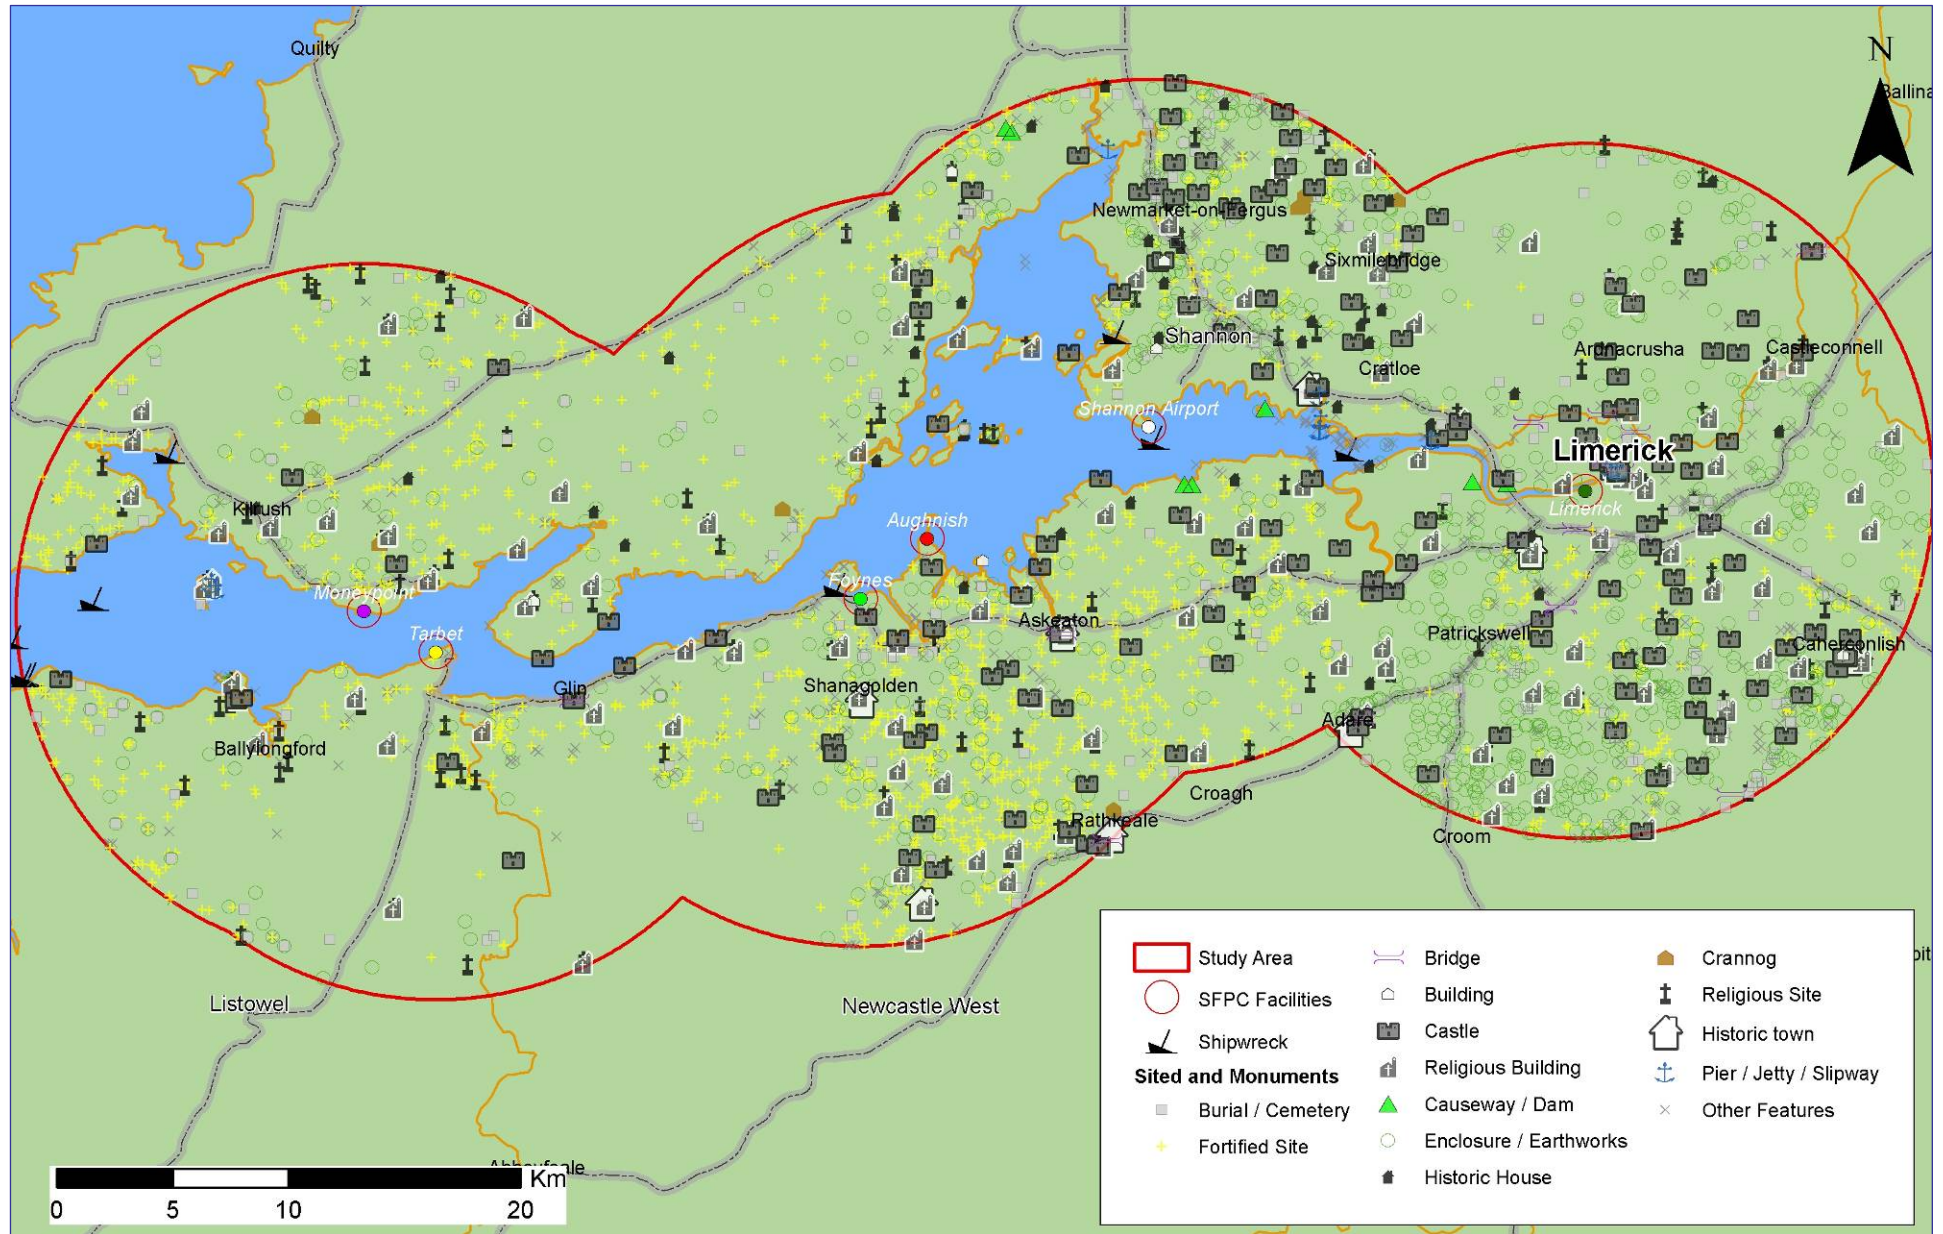 Quilty
N
Ballina
Newmarket-on-Fergus
Sixmilebridge
Shannon
Ardnacrusha
Castleconnell
Cratloe
Shannon Airport
Limerick
Kilrush
Limerick
Aughnish
Foynes
Moneypoint
Askeaton
Tarbet
Patrickswell
Caherconlish
Glin
Shanagolden
Adare
Ballylongford
Croagh
Rathkeale
Croom
Listowel
Newcastle West
Abbeyfeale
Study Area
SFPC Facilities
Shipwreck
Sited and Monuments
Burial / Cemetery
Fortified Site
Bridge
Building
Castle
Religious Building
Causeway / Dam
Enclosure / Earthworks
Historic House
Crannog
Religious Site
Historic town
Pier / Jetty / Slipway
Other Features
Km
0 5 10 20